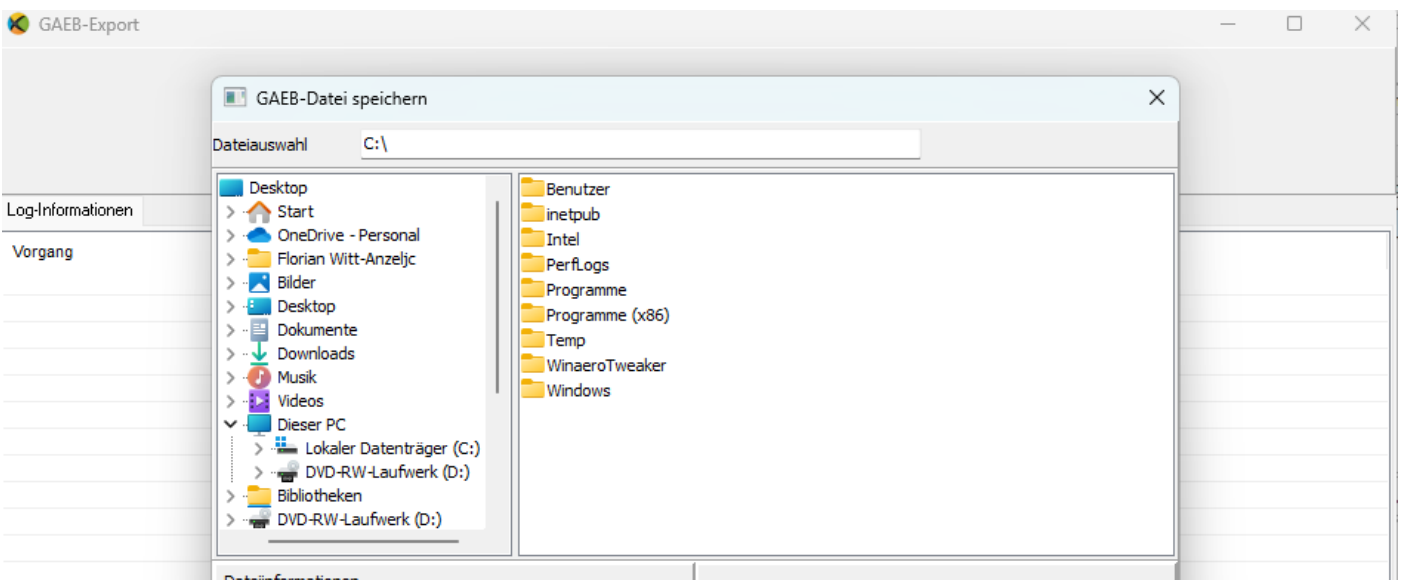 GAEB-Export
GAEB-Datei speichern
Dateiauswahl C:\
Log-Informationen
Vorgang
Desktop
Start
OneDrive - Personal
Florian Witt-Anzeljc
Bilder
Desktop
Dokumente
Downloads
Musik
Videos
Dieser PC
Lokaler Datenträger (C:)
DVD-RW-Laufwerk (D:)
Bibliotheken
DVD-RW-Laufwerk (D:)
Benutzer
inetpub
Intel
PerfLogs
Programme
Programme (x86)
Temp
WinaeroTweaker
Windows
Dateiinformationen